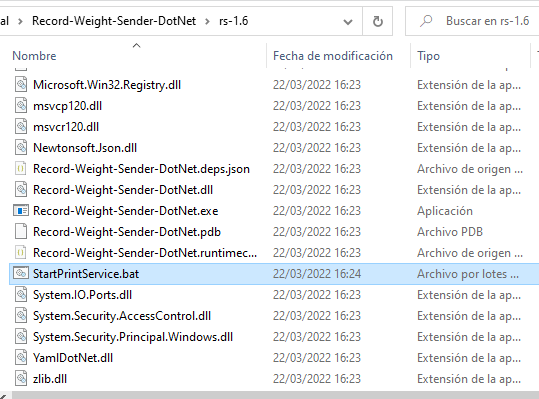 al > Record-Weight-Sender-DotNet > rs-1.6
Buscar en rs-1.6
Nombre Fecha de modificación Tipo
Microsoft.Win32.Registry.dll 22/03/2022 16:23 Extensión de la ap...
msvcp120.dll 22/03/2022 16:23 Extensión de la ap...
msvcr120.dll 22/03/2022 16:23 Extensión de la ap...
Newtonsoft.Json.dll 22/03/2022 16:23 Extensión de la ap...
Record-Weight-Sender-DotNet.deps.json 22/03/2022 16:23 Archivo de origen ...
Record-Weight-Sender-DotNet.dll 22/03/2022 16:23 Extensión de la ap...
Record-Weight-Sender-DotNet.exe 22/03/2022 16:23 Aplicación
Record-Weight-Sender-DotNet.pdb 22/03/2022 16:23 Archivo PDB
Record-Weight-Sender-DotNet.runtimec... 22/03/2022 16:23 Archivo de origen ...
StartPrintService.bat 22/03/2022 16:24 Archivo por lotes ...
System.IO.Ports.dll 22/03/2022 16:23 Extensión de la ap...
System.Security.AccessControl.dll 22/03/2022 16:23 Extensión de la ap...
System.Security.Principal.Windows.dll 22/03/2022 16:23 Extensión de la ap...
YamlDotNet.dll 22/03/2022 16:23 Extensión de la ap...
zlib.dll 22/03/2022 16:23 Extensión de la ap...